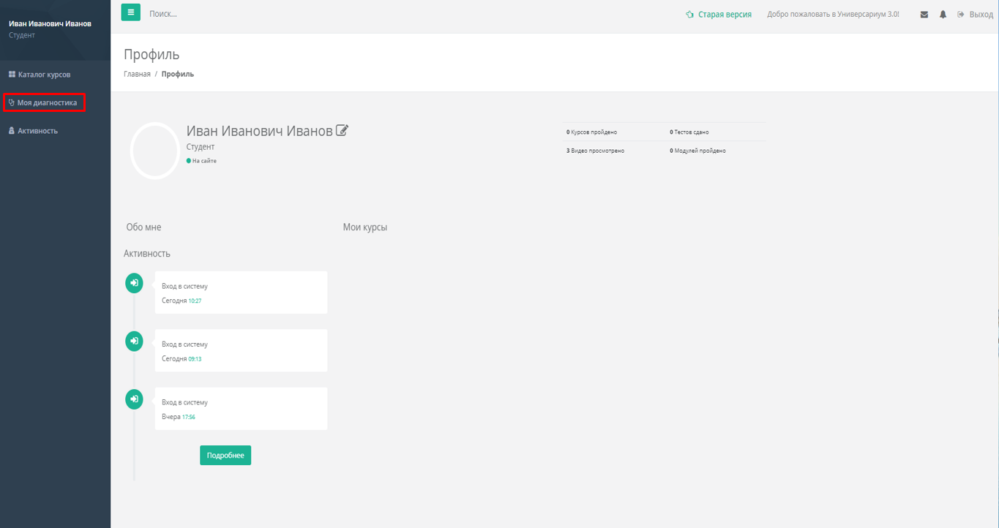 Иван Иванович Иванов
Студент
Каталог курсов
Моя диагностика
Активность
Поиск...
Старая версия
Добро пожаловать в Универсариум 3.0!
Выход
Профиль
Главная / Профиль
Иван Иванович Иванов
Студент
На сайте
0 Курсов пройдено
0 Тестов сдано
3 Видео просмотрено
0 Модулей пройдено
Обо мне
Мои курсы
Активность
Вход в систему
Сегодня 10:27
Вход в систему
Сегодня 09:13
Вход в систему
Вчера 17:56
Подробнее